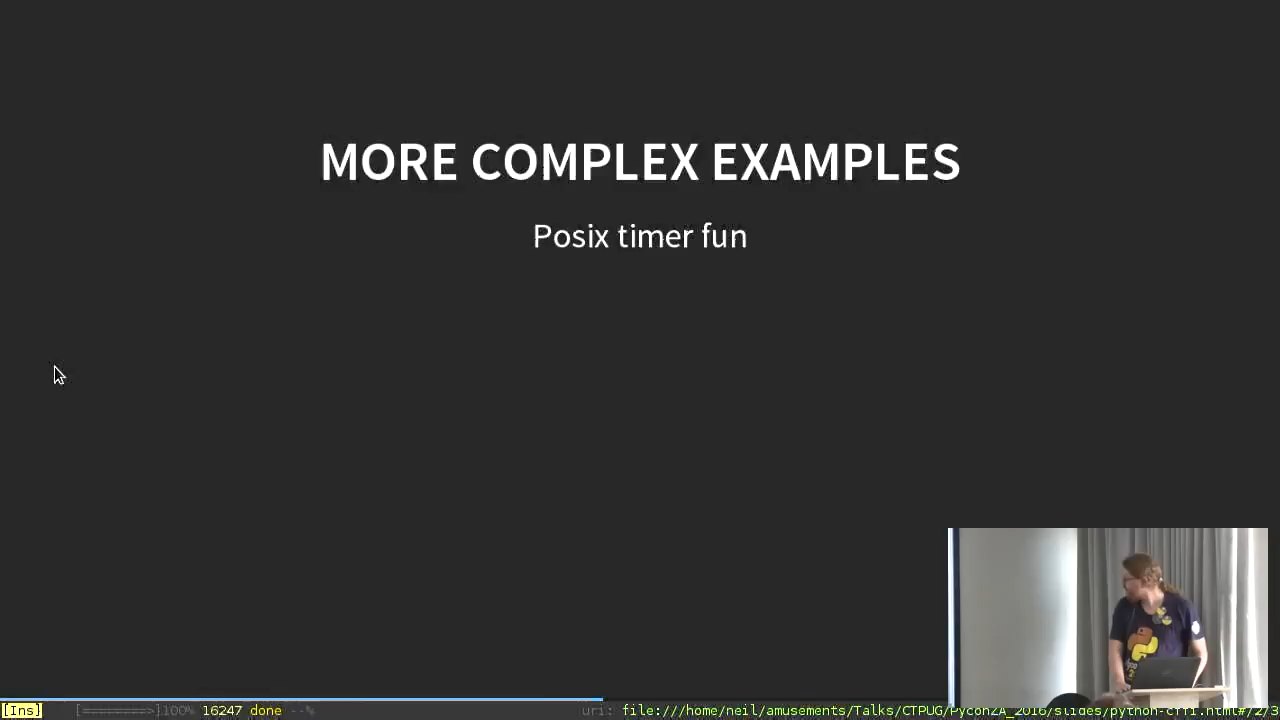 MORE COMPLEX EXAMPLES
Posix timer fun
[Ins] [========>]100% 16247 done --% uri: file:///home/neil/amusements/Talks/CTPUG/PyconZA_2016/slides/python-cffi.html#/2/3